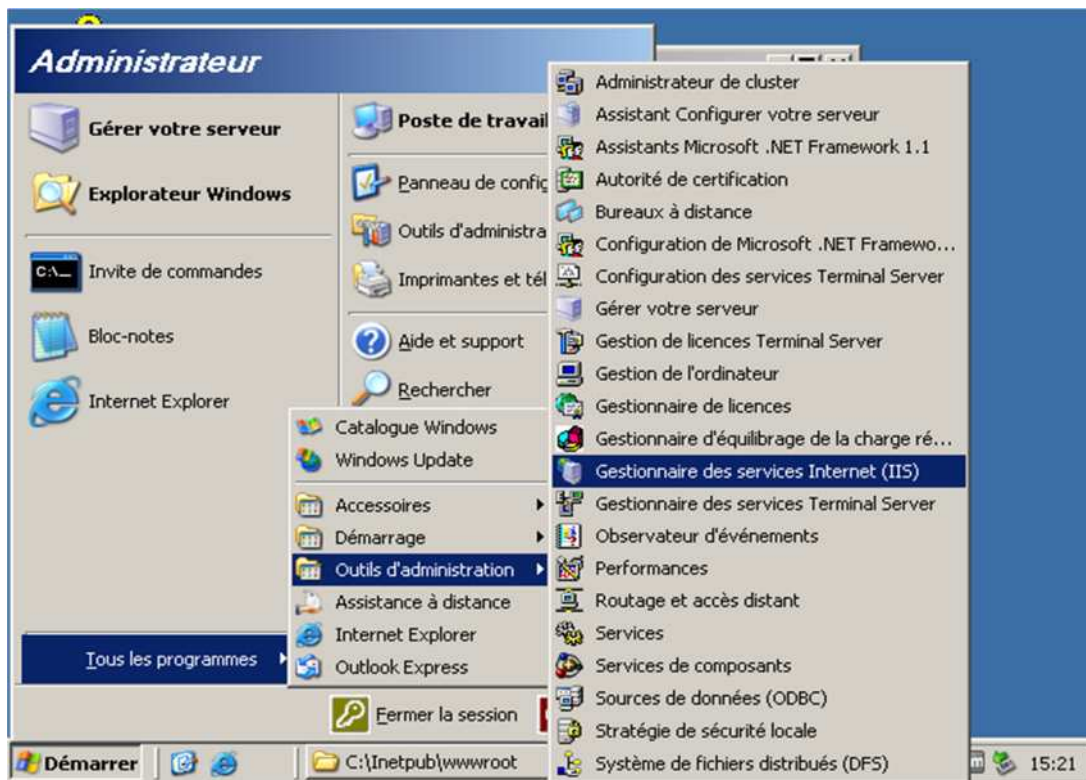 Administrateur
Gérer votre serveur
Explorateur Windows
Invite de commandes
Bloc-notes
Internet Explorer
Tous les programmes
Poste de travail
Panneau de config
Outils d'administra
Imprimantes et tél
Aide et support
Rechercher
Catalogue Windows
Windows Update
Accessoires
Démarrage
Outils d'administration
Assistance à distance
Internet Explorer
Outlook Express
Administrateur de cluster
Assistant Configurer votre serveur
Assistants Microsoft .NET Framework 1.1
Autorité de certification
Bureaux à distance
Configuration de Microsoft .NET Framewo...
Configuration des services Terminal Server
Gérer votre serveur
Gestion de licences Terminal Server
Gestion de l'ordinateur
Gestionnaire de licences
Gestionnaire d'équilibrage de la charge ré...
Gestionnaire des services Internet (IIS)
Gestionnaire des services Terminal Server
Observateur d'événements
Performances
Routage et accès distant
Services
Services de composants
Sources de données (ODBC)
Stratégie de sécurité locale
Système de fichiers distribués (DFS)
Fermer la session
Démarrer
C:\Inetpub\wwwroot
15:21